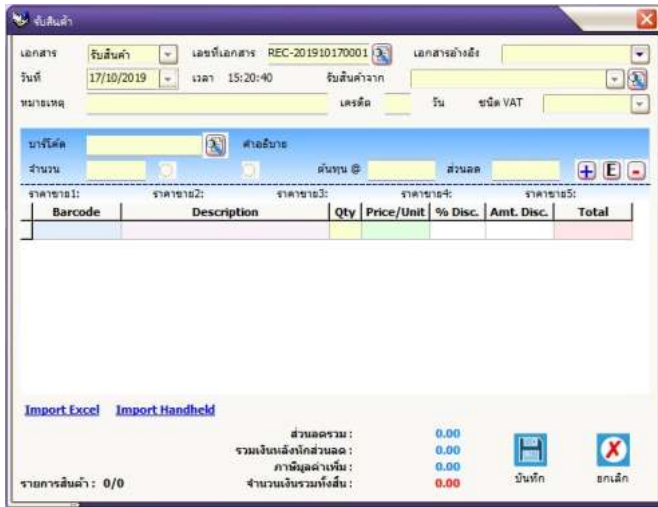 รับสินค้า
เอกสาร รับสินค้า เลขที่เอกสาร REC-201910170001 เอกสารอ้างอิง
วันที่ 17/10/2019 เวลา 15:20:40 รับสินค้าจาก
หมายเหตุ เครดิต วัน ชนิด VAT
บาร์โค้ด คำอธิบาย
จำนวน ต้นทุน @ ส่วนลด + E -
ราคาขาย1: ราคาขาย2: ราคาขาย3: ราคาขาย4: ราคาขาย5:
Barcode Description Qty Price/Unit % Disc. Amt. Disc. Total
Import Excel Import Handheld
ส่วนลดรวม : 0.00
รวมเงินหลังหักส่วนลด : 0.00
ภาษีมูลค่าเพิ่ม : 0.00
รายการสินค้า : 0/0 จำนวนเงินรวมทั้งสิ้น : 0.00 บันทึก ยกเลิก